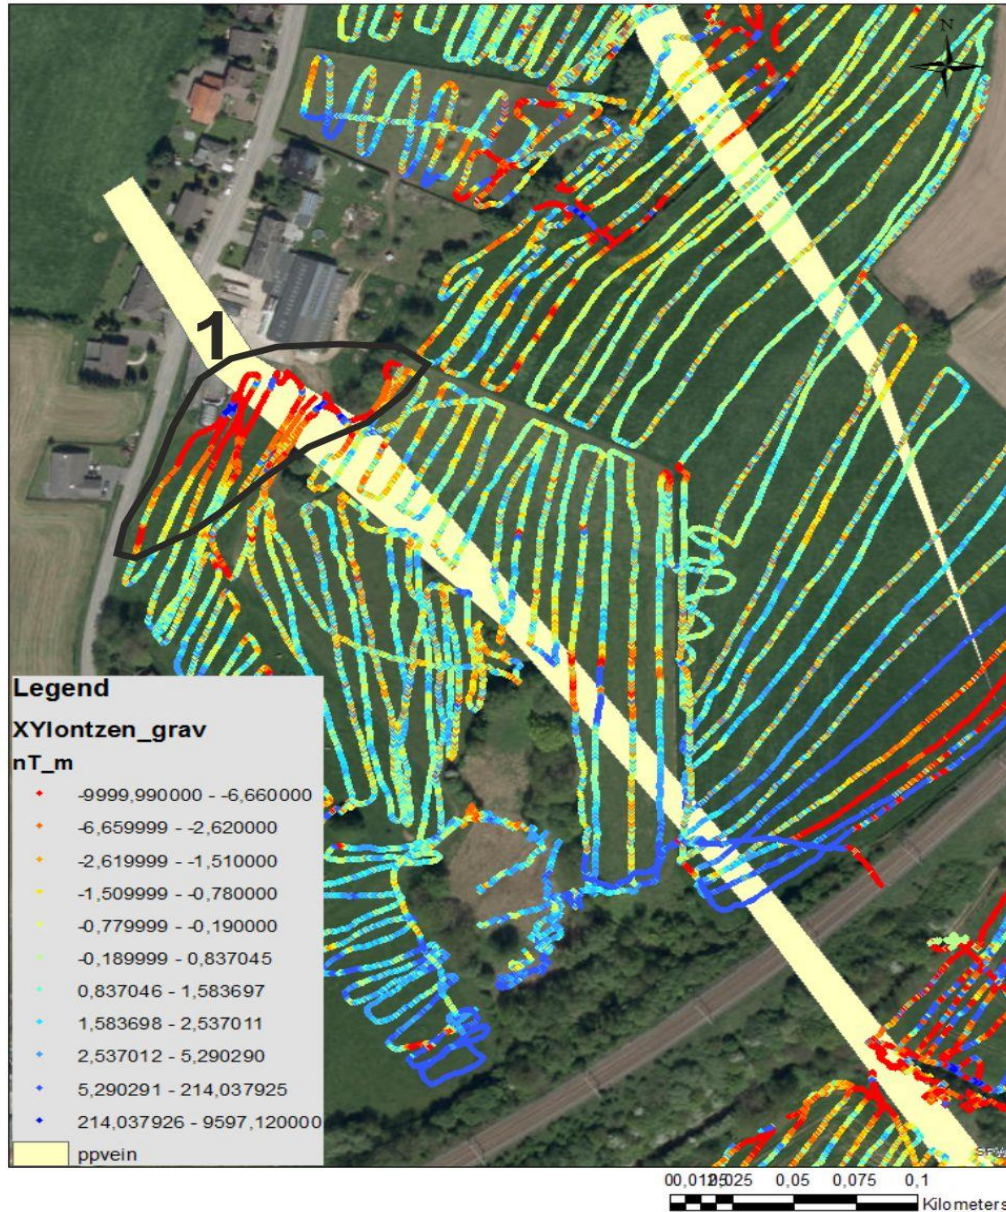 N
1
Legend
XYlontzen_grav
nT_m
-9999,990000 - -6,660000
-6,659999 - -2,620000
-2,619999 - -1,510000
-1,509999 - -0,780000
-0,779999 - -0,190000
-0,189999 - 0,837045
0,837046 - 1,583697
1,583698 - 2,537011
2,537012 - 5,290290
5,290291 - 214,037925
214,037926 - 9597,120000
ppvein
0,05 0,075 0,1
Kilometers